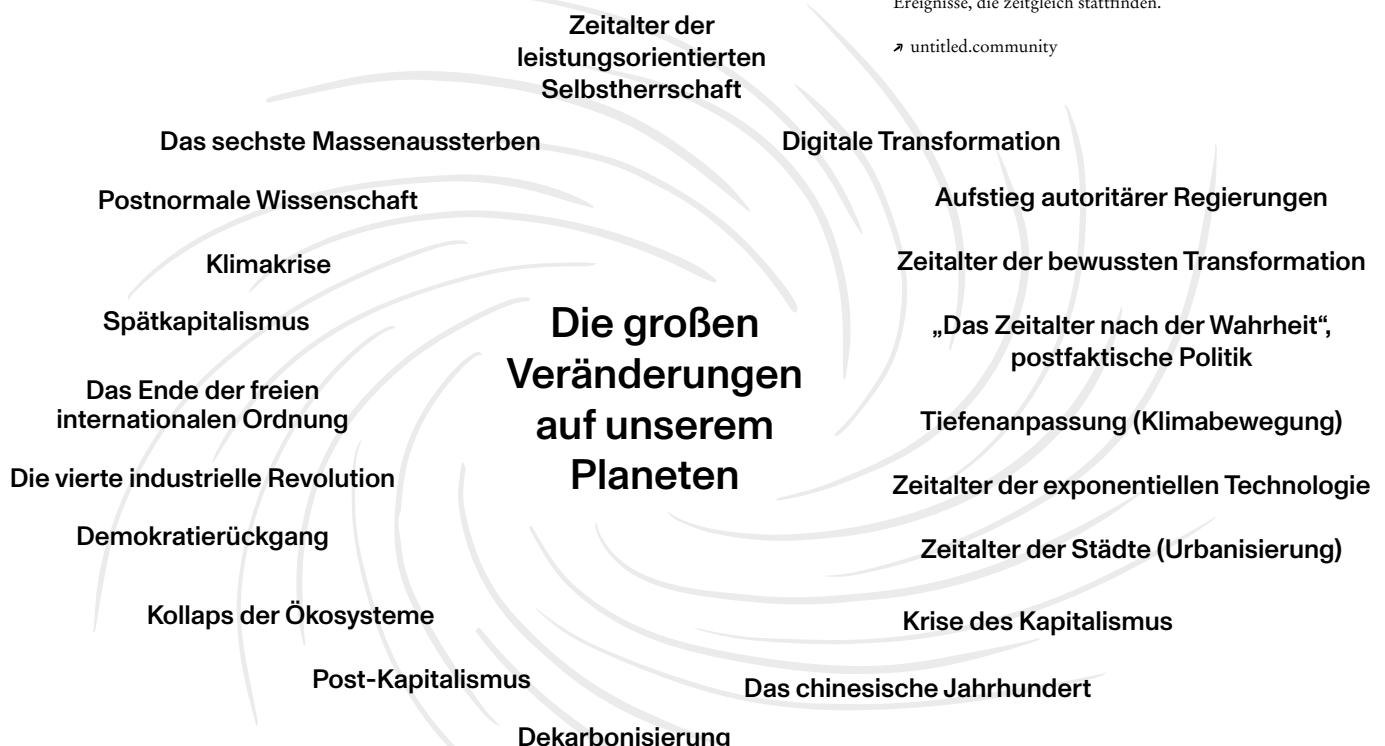 Ereignisse, die zeitgleich stattfinden.
↗ untitled.community
Zeitalter der
leistungsorientierten
Selbstherrschaft
Das sechste Massenaussterben
Digitale Transformation
Postnormale Wissenschaft
Aufstieg autoritärer Regierungen
Klimakrise
Zeitalter der bewussten Transformation
Spätkapitalismus
„Das Zeitalter nach der Wahrheit“,
postfaktische Politik
Die großen
Veränderungen
auf unserem
Planeten
Das Ende der freien
internationalen Ordnung
Tiefenanpassung (Klimabewegung)
Die vierte industrielle Revolution
Zeitalter der exponentiellen Technologie
Demokratierückgang
Zeitalter der Städte (Urbanisierung)
Kollaps der Ökosysteme
Krise des Kapitalismus
Post-Kapitalismus
Das chinesische Jahrhundert
Dekarbonisierung